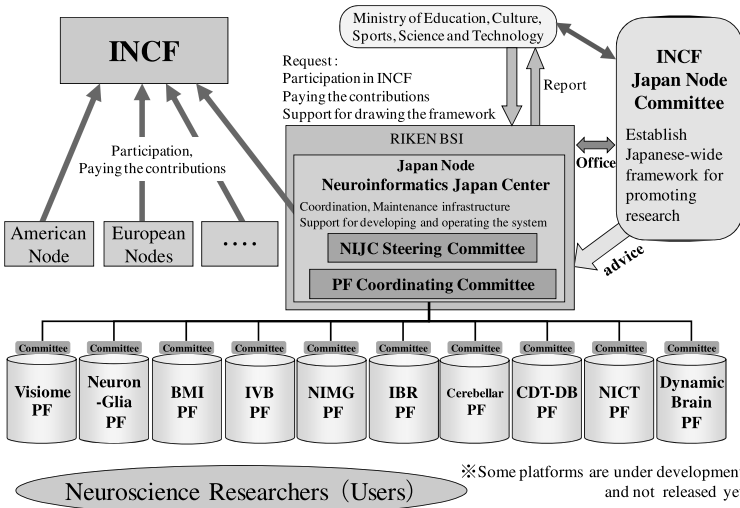 INCF
Ministry of Education, Culture,
Sports, Science and Technology
Request :
Participation in INCF
Paying the contributions
Support for drawing the framework
Report
INCF
Japan Node
Committee
Establish
Japanese-wide
framework for
promoting
research
Office
advice
RIKEN BSI
Japan Node
Neuroinformatics Japan Center
Coordination, Maintenance infrastructure
Support for developing and operating the system
NIJC Steering Committee
PF Coordinating Committee
Participation,
Paying the contributions
American
Node
European
Nodes
····
Committee
Visiome
PF
Committee
Neuron
-Glia
PF
Committee
BMI
PF
Committee
IVB
PF
Committee
NIMG
PF
Committee
IBR
PF
Committee
Cerebellar
PF
Committee
CDT-DB
PF
Committee
NICT
PF
Committee
Dynamic
Brain
PF
Neuroscience Researchers（Users）
※Some platforms are under development
and not released ye